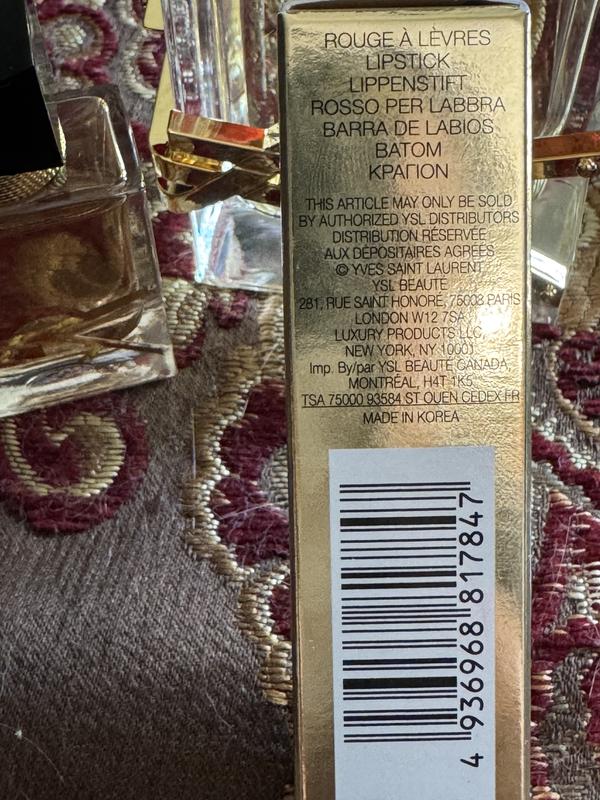 ROUGE À LÈVRES
LIPSTICK
LIPPENSTIFT
ROSSO PER LABBRA
BARRA DE LABIOS
BATOM
ΚΡΑΓΙΟΝ
THIS ARTICLE MAY ONLY BE SOLD
BY AUTHORIZED YSL DISTRIBUTORS
DISTRIBUTION RÉSERVÉE
AUX DÉPOSITAIRES AGRÉÉS
© YVES SAINT LAURENT
YSL BEAUTÉ
281, RUE SAINT HONORÉ, 75008 PARIS
LONDON W12 7SA
LUXURY PRODUCTS LLC
NEW YORK, NY 10001
Imp. By/par YSL BEAUTÉ CANADA,
MONTRÉAL, H4T 1K5
TSA 75000 93584 ST OUEN CEDEX FR
MADE IN KOREA
4 936968 817847